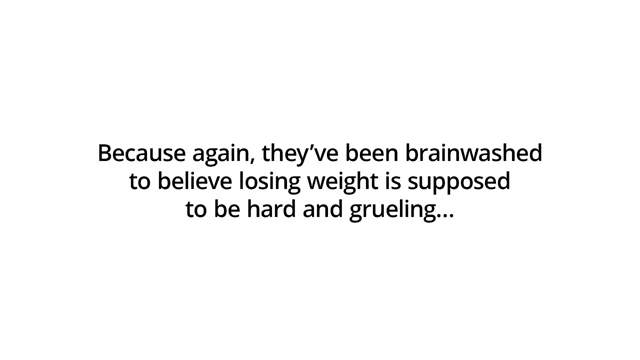 Because again, they’ve been brainwashed
to believe losing weight is supposed
to be hard and grueling...